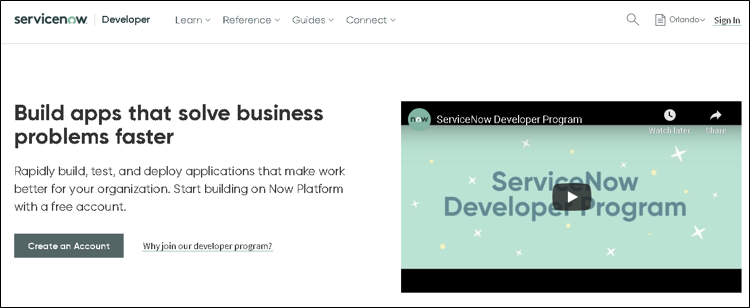 servicenow Developer Learn Reference Guides Connect Orlando Sign In
Build apps that solve business
problems faster
Rapidly build, test, and deploy applications that make work
better for your organization. Start building on Now Platform
with a free account.
Create an Account Why join our developer program?
now ServiceNow Developer Program Watch later Share
ServiceNow
Developer Program